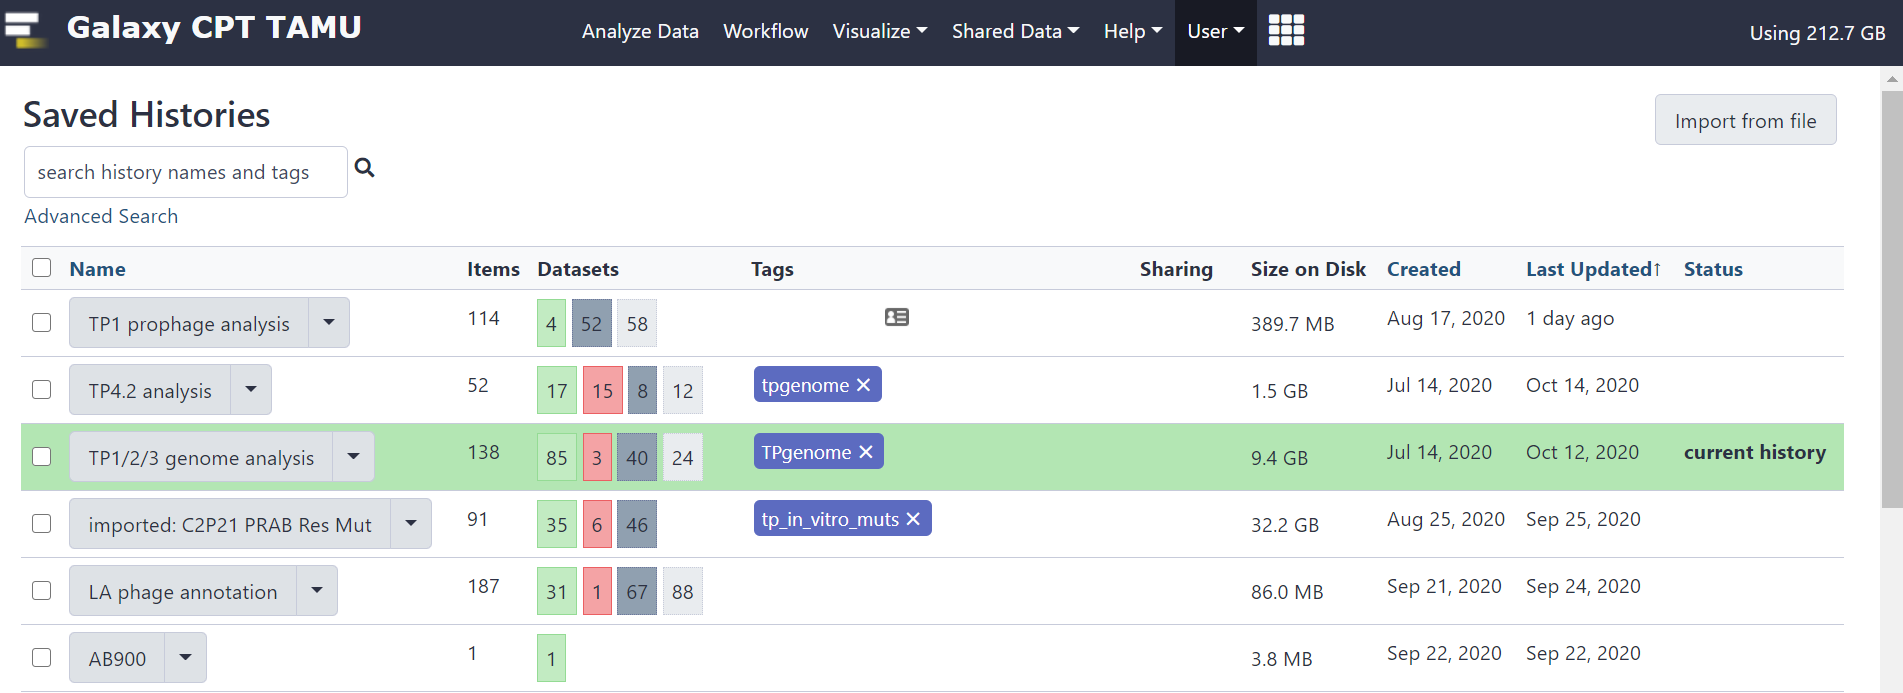 Galaxy CPT TAMU Analyze Data Workflow Visualize Shared Data Help User Using 212.7 GB
Saved Histories
Import from file
search history names and tags
Advanced Search
Name Items Datasets Tags Sharing Size on Disk Created Last Updated↑ Status
TP1 prophage analysis 114 4 52 58 389.7 MB Aug 17, 2020 1 day ago
TP4.2 analysis 52 17 15 8 12 tpgenome 1.5 GB Jul 14, 2020 Oct 14, 2020
TP1/2/3 genome analysis 138 85 3 40 24 TPgenome 9.4 GB Jul 14, 2020 Oct 12, 2020 current history
imported: C2P21 PRAB Res Mut 91 35 6 46 tp_in_vitro_muts 32.2 GB Aug 25, 2020 Sep 25, 2020
LA phage annotation 187 31 1 67 88 86.0 MB Sep 21, 2020 Sep 24, 2020
AB900 1 1 3.8 MB Sep 22, 2020 Sep 22, 2020